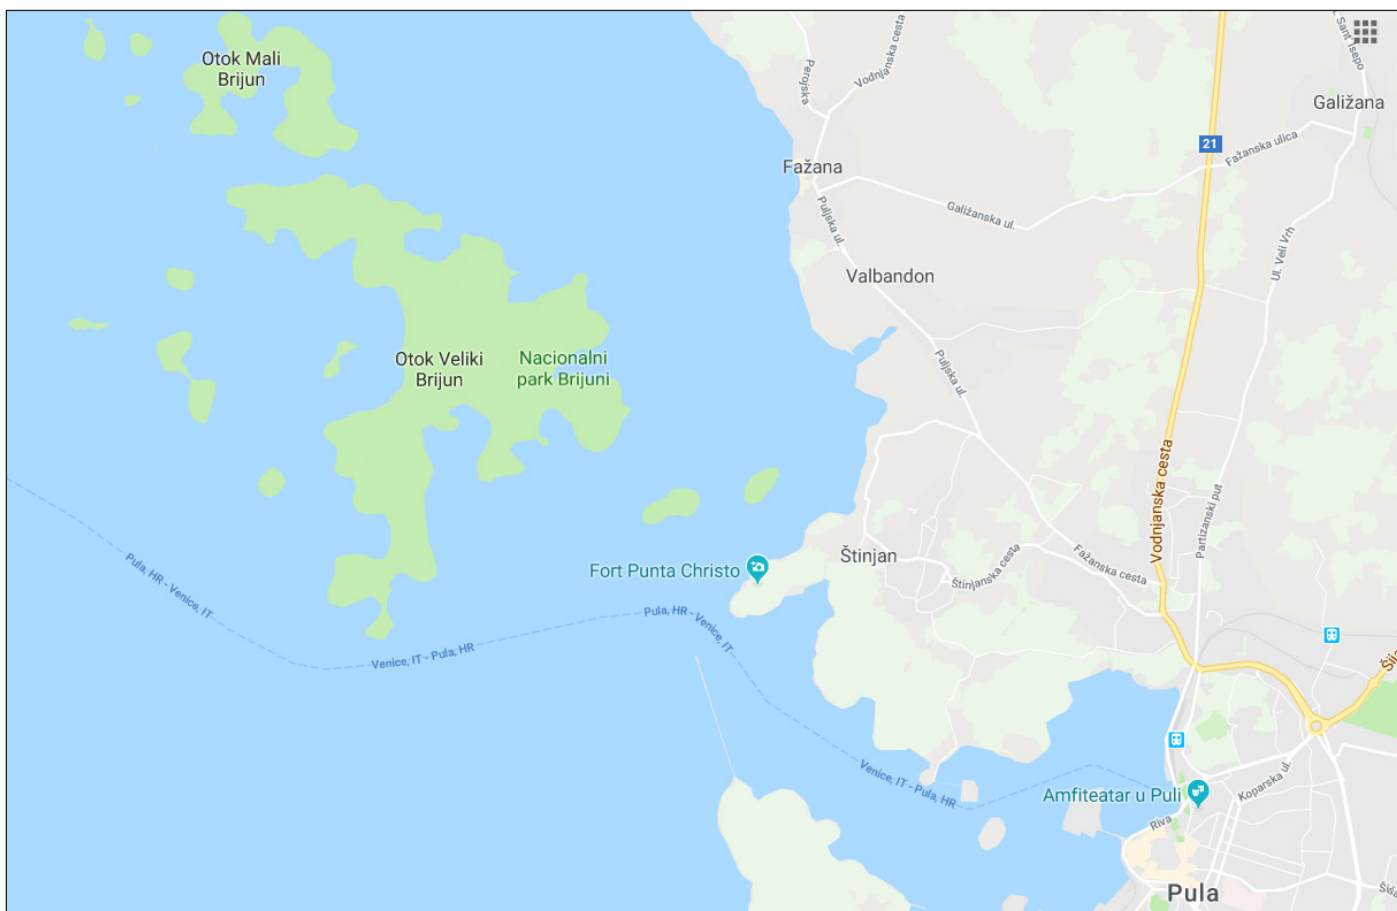 Otok Mali
Brijun
Sant Isepo
Perojska
Vodnjanska cesta
Galižana
21
Fažanska ulica
Fažana
Puljska ul.
Galižanska ul.
Ul. Veli Vrh
Valbandon
Otok Veliki
Brijun
Nacionalni
park Brijuni
Puljska ul.
Vodnjanska cesta
Partizanski put
Štinjan
Fort Punta Christo
Štinjanska cesta
Fažanska cesta
Pula, HR - Venice, IT
Pula, HR - Venice, IT
Venice, IT - Pula, HR
Venice, IT - Pula, HR
Amfiteatar u Puli
Koparska ul.
Riva
Pula